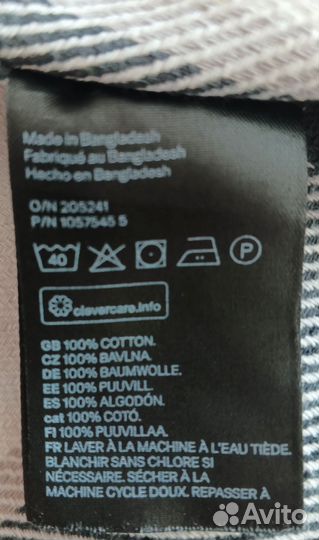 Made in Bangladesh
Fabriqué au Bangladesh
Hecho en Bangladesh
O/N 205241
P/N 1057545 5
40
clevercare.info
GB 100% COTTON.
CZ 100% BAVLNA.
DE 100% BAUMWOLLE.
EE 100% PUUVILL.
ES 100% ALGODÓN.
cat 100% COTÓ.
FI 100% PUUVILLAA.
FR LAVER À LA MACHINE À L'EAU TIÈDE.
BLANCHIR SANS CHLORE SI
NÉCESSAIRE. SÉCHER À LA
MACHINE CYCLE DOUX. REPASSER À
Avito